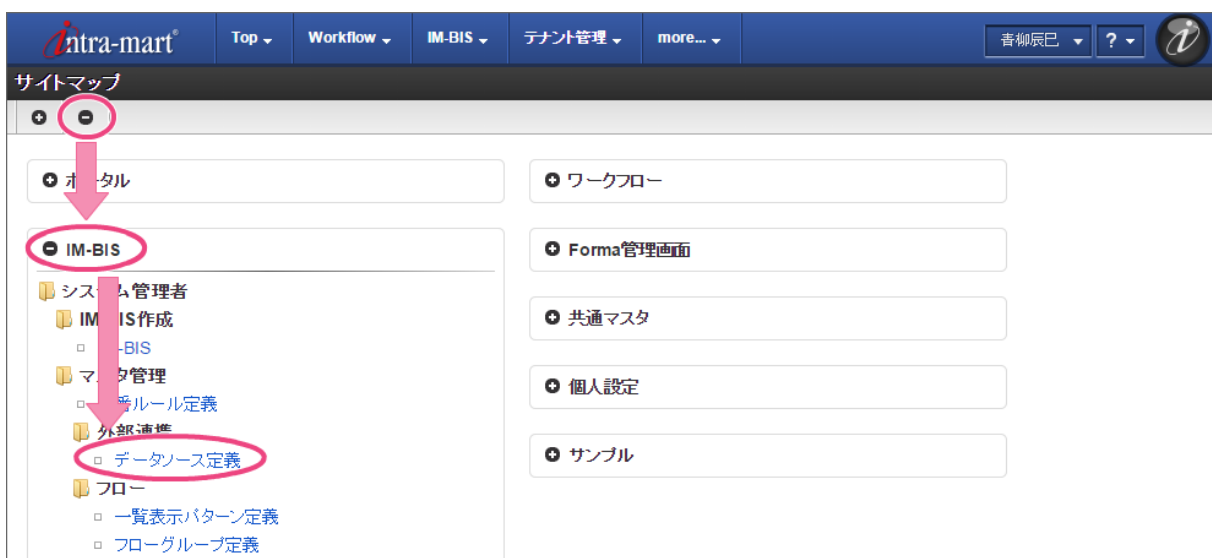 intra-mart® Top Workflow IM-BIS テナント管理 more... 青柳辰巳 ?
サイトマップ
ポータル
ワークフロー
IM-BIS
Forma管理画面
システム管理者
IM-BIS作成
共通マスタ
-BIS
マスタ管理
個人設定
番ルール定義
外部連携
データソース定義
サンプル
フロー
一覧表示パターン定義
フローグループ定義